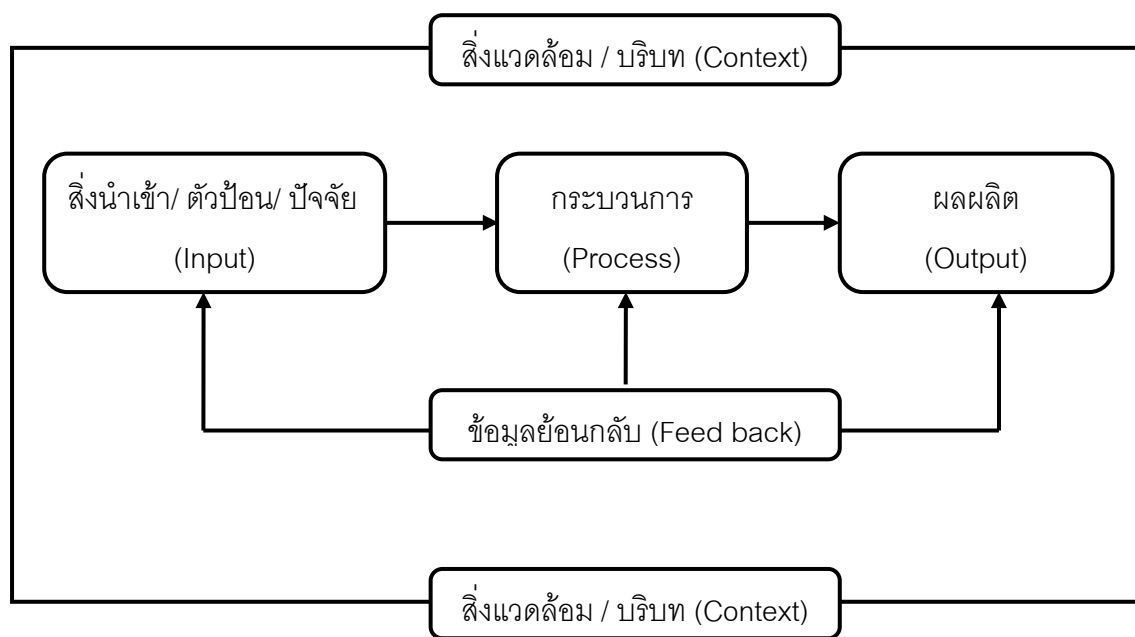 สิ่งแวดล้อม / บริบท (Context)
สิ่งนำเข้า/ ตัวป้อน/ ปัจจัย
(Input)
กระบวนการ
(Process)
ผลผลิต
(Output)
ข้อมูลย้อนกลับ (Feed back)
สิ่งแวดล้อม / บริบท (Context)